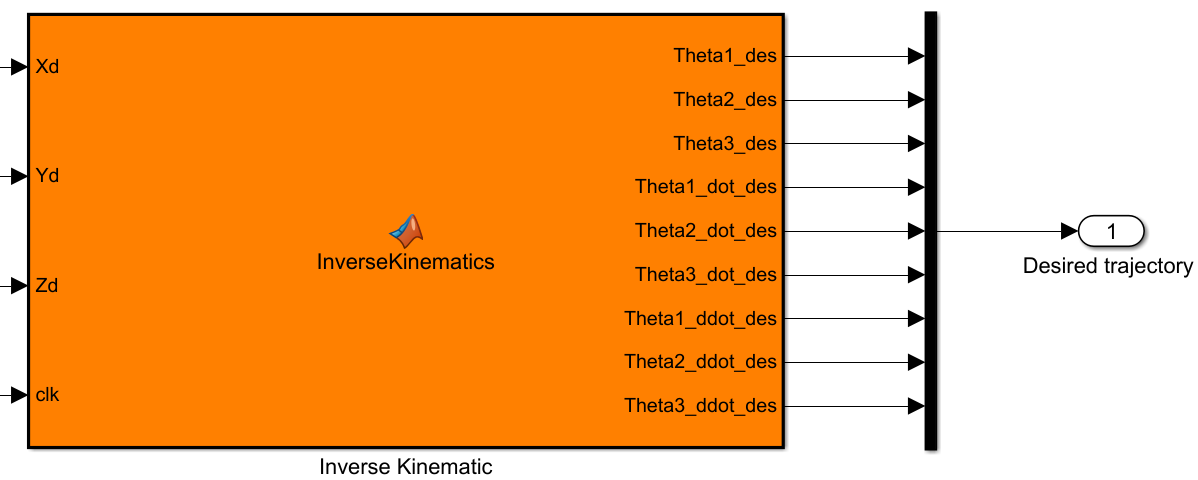 Xd
Yd
Zd
clk
InverseKinematics
Theta1_des
Theta2_des
Theta3_des
Theta1_dot_des
Theta2_dot_des
Theta3_dot_des
Theta1_ddot_des
Theta2_ddot_des
Theta3_ddot_des
Inverse Kinematic
1
Desired trajectory